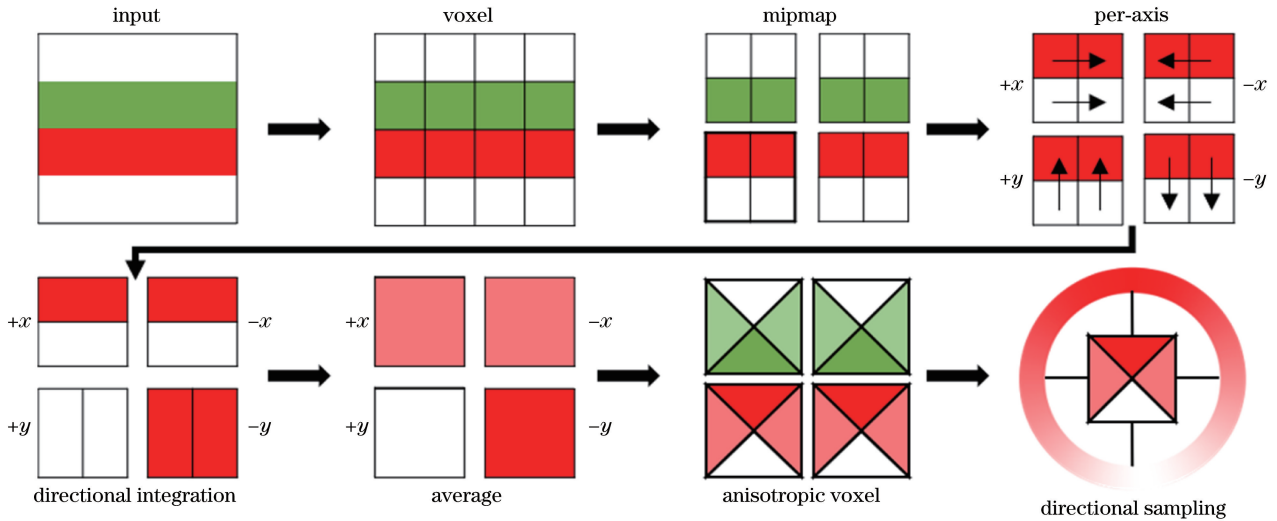 input
voxel
mipmap
per-axis
+x
−x
+y
−y
+x
−x
+x
−x
+y
−y
+y
−y
directional integration
average
anisotropic voxel
directional sampling